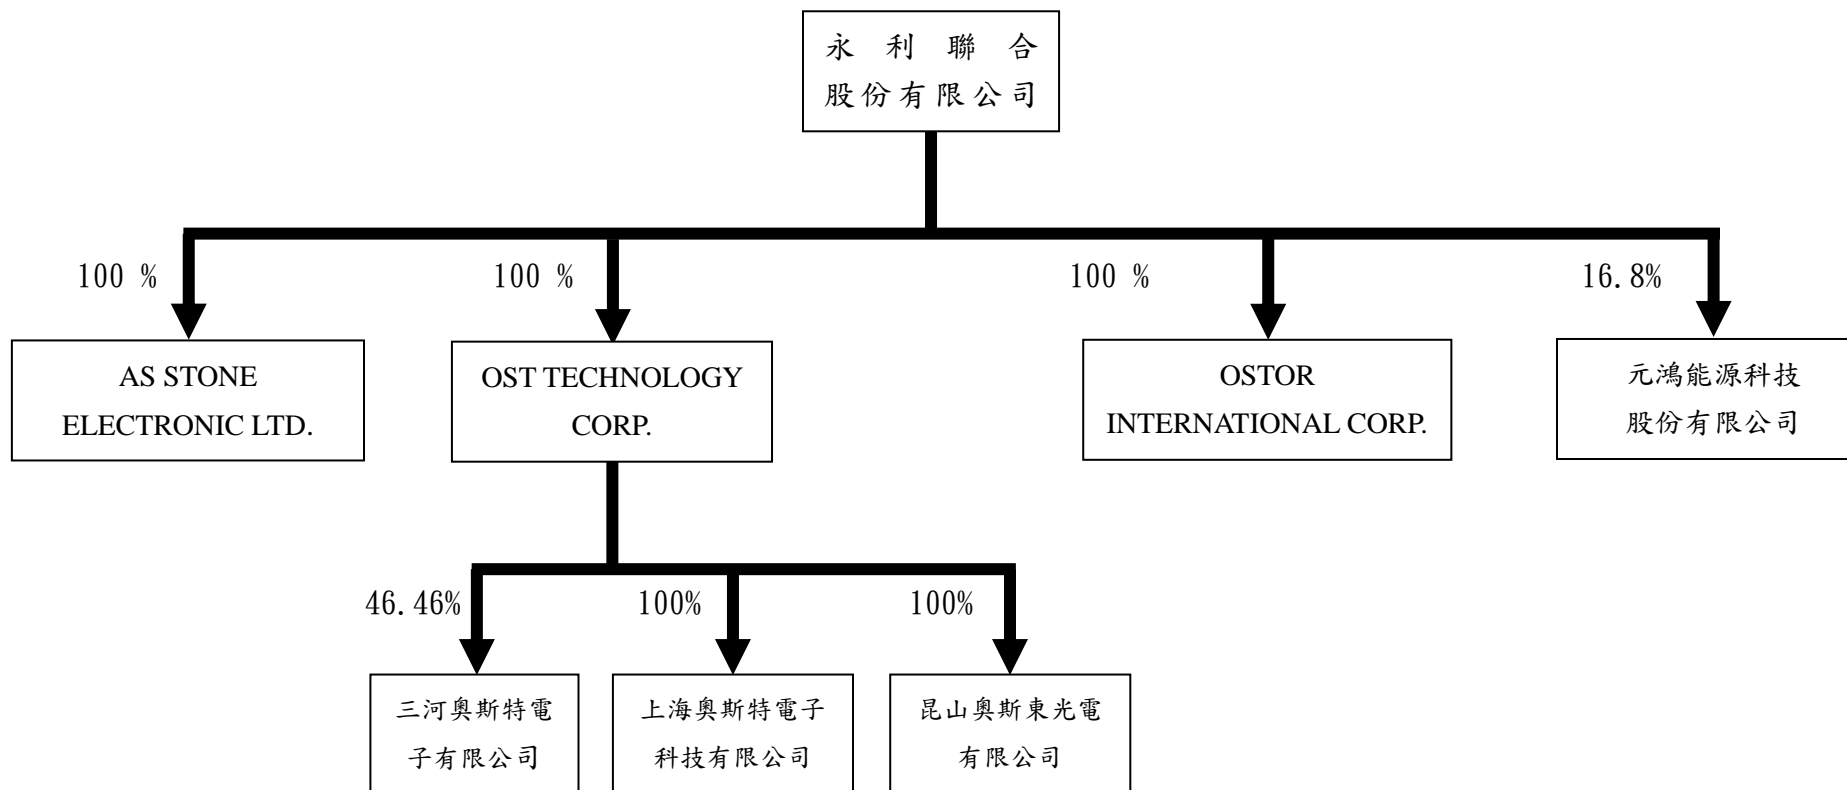 永利聯合
股份有限公司
100 %
100 %
100 %
16.8%
AS STONE
ELECTRONIC LTD.
OST TECHNOLOGY
CORP.
OSTOR
INTERNATIONAL CORP.
元鴻能源科技
股份有限公司
46.46%
100%
100%
三河奧斯特電
子有限公司
上海奧斯特電子
科技有限公司
昆山奧斯東光電
有限公司